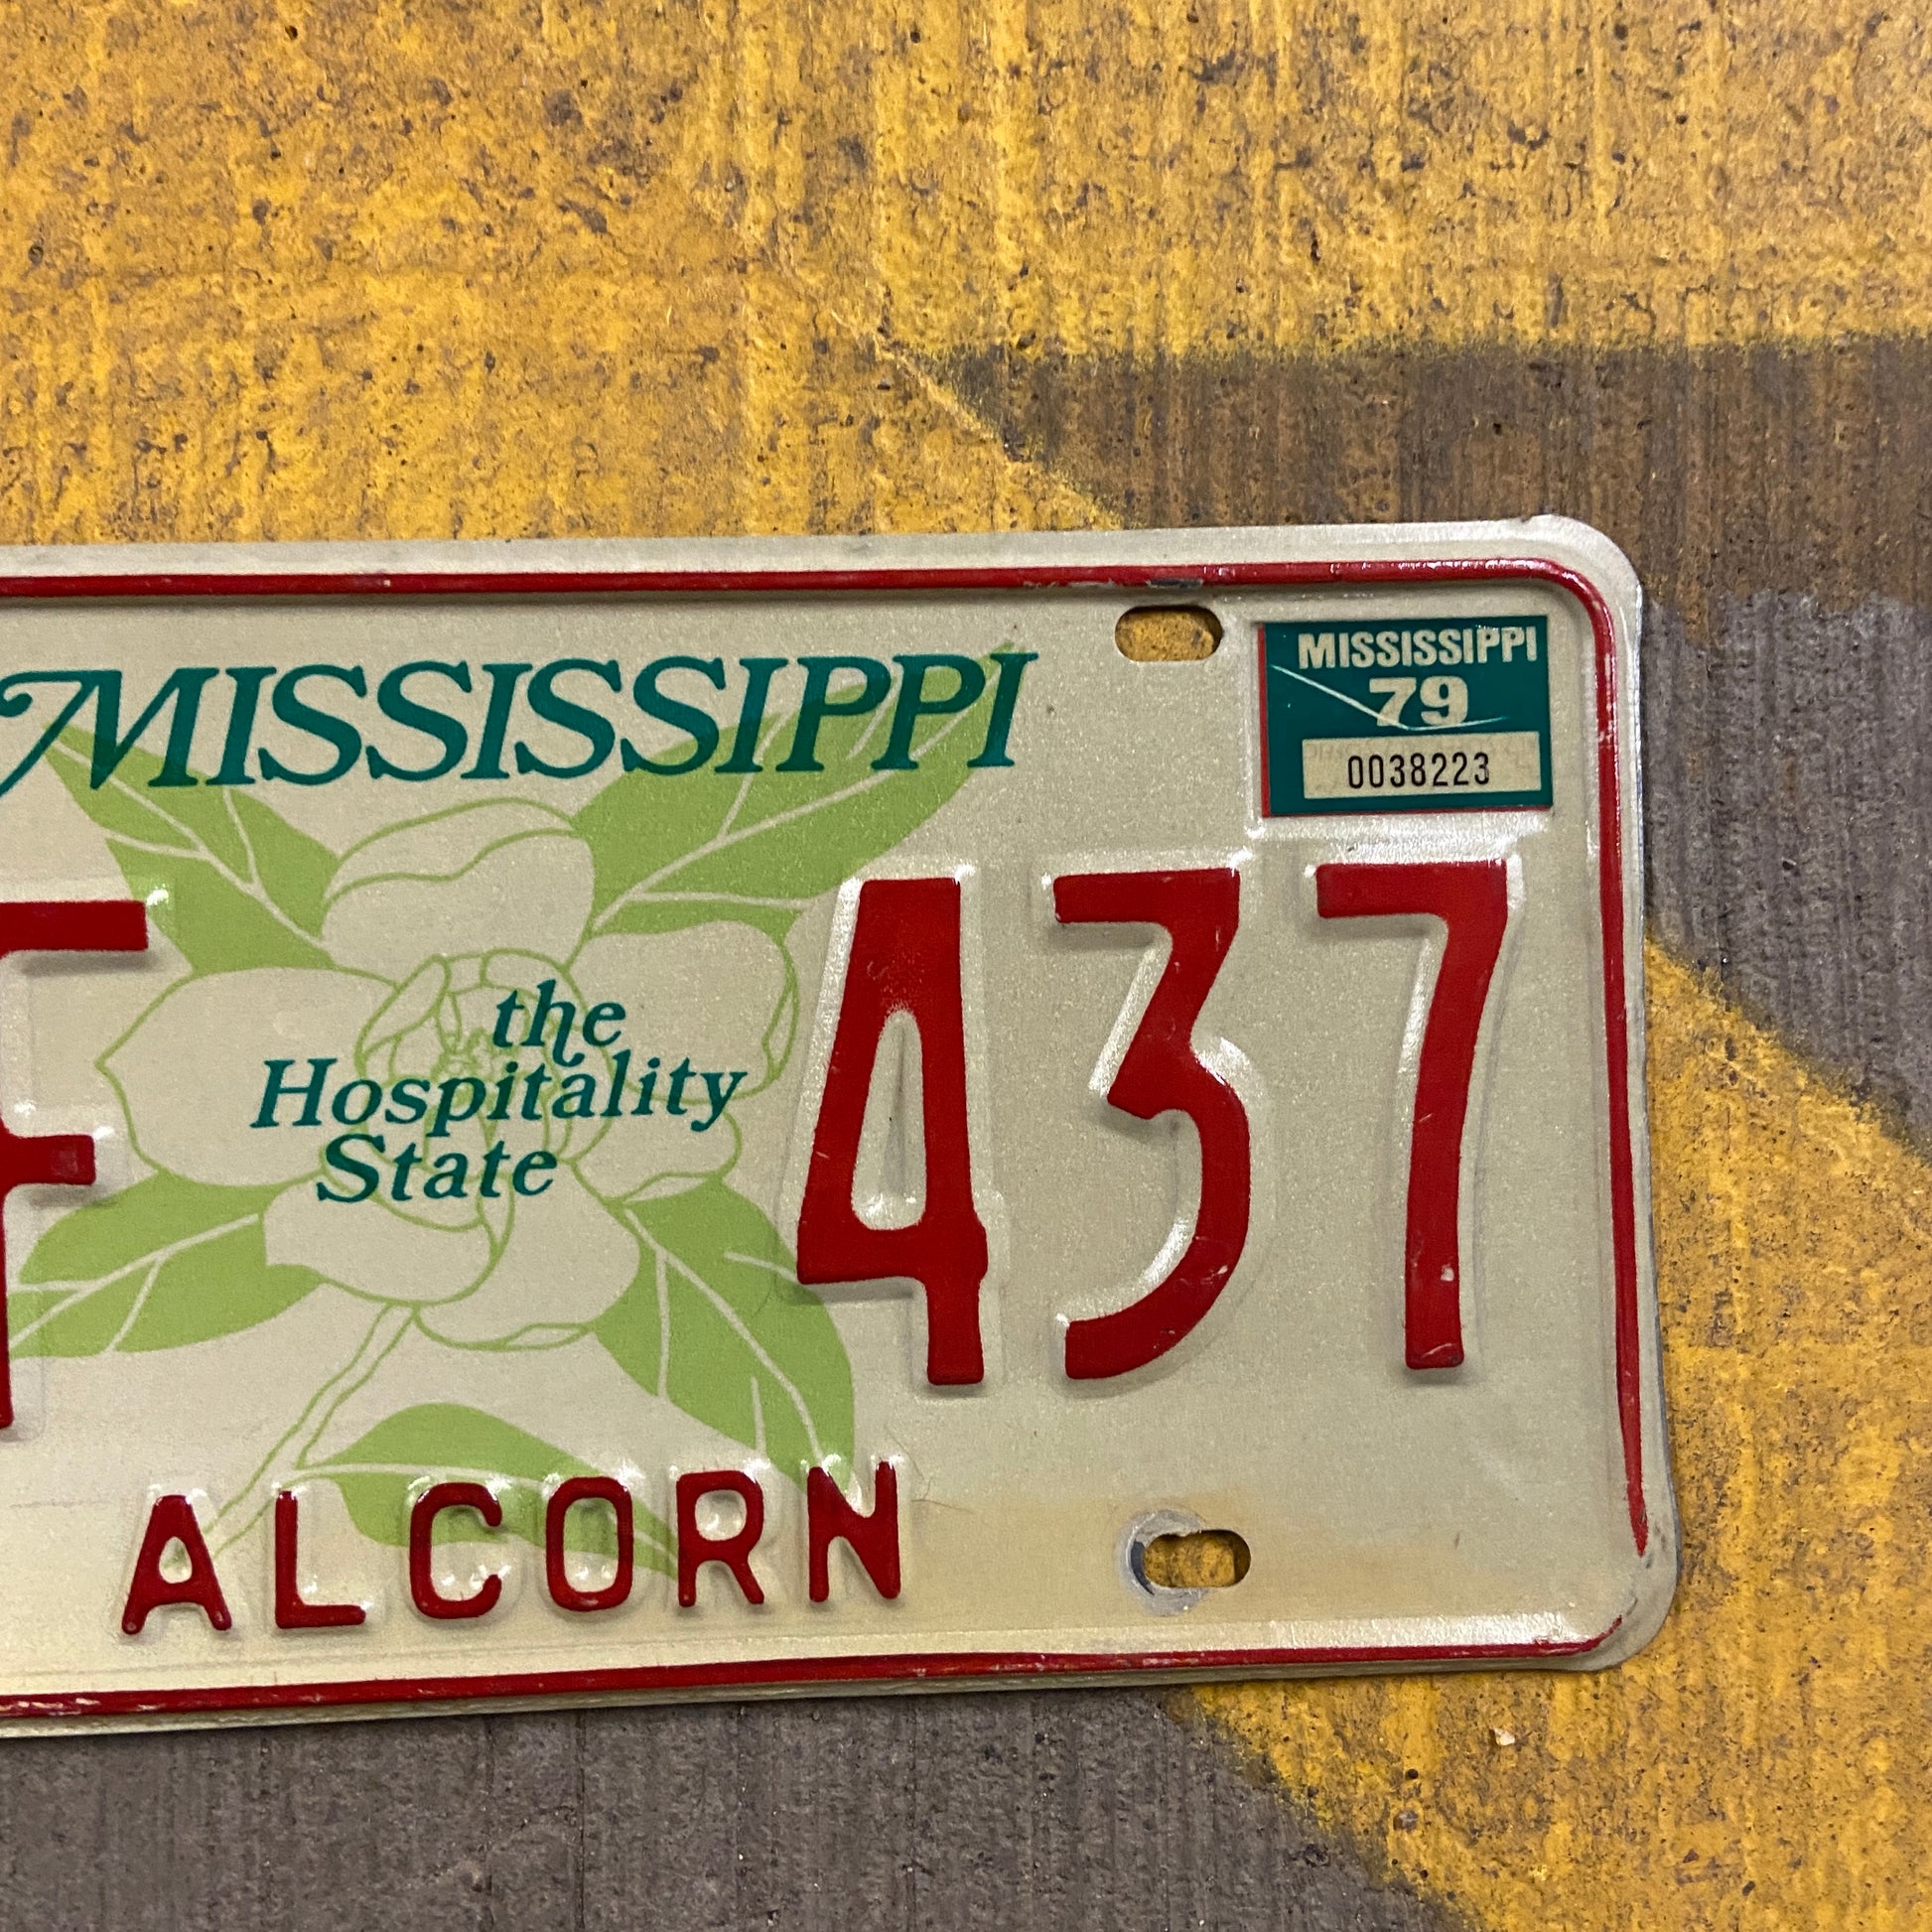 MISSISSIPPI
MISSISSIPPI
79
0038223
F 437
the
Hospitality
State
ALCORN